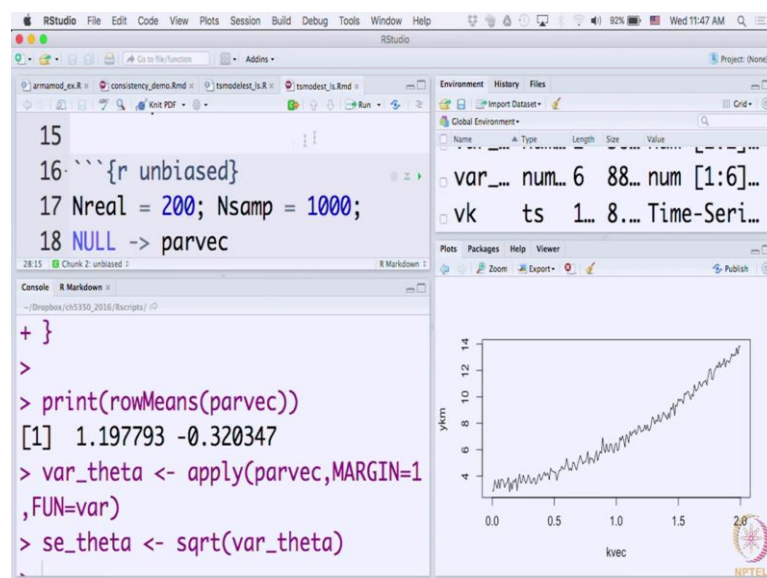 RStudio File Edit Code View Plots Session Build Debug Tools Window Help 92% Wed 11:47 AM
RStudio
Go to file/function Addins Project: (None)
armamod_ex.R consistency_demo.Rmd tsmodelest_ls.R tsmodest_ls.Rmd
Knit PDF Run
15
16 ```{r unbiased}
17 Nreal = 200; Nsamp = 1000;
18 NULL -> parvec
28:15 Chunk 2: unbiased R Markdown
Console R Markdown
~/Dropbox/ch5350_2016/Rscripts/
+ }
>
> print(rowMeans(parvec))
[1] 1.197793 -0.320347
> var_theta <- apply(parvec,MARGIN=1
,FUN=var)
> se_theta <- sqrt(var_theta)
Environment History Files
Import Dataset Grid
Global Environment
Name Type Length Size Value
var_… num… 6 88… num [1:6]…
vk ts 1… 8.… Time-Seri…
Plots Packages Help Viewer
Zoom Export Publish
ykm
14
12
10
8
6
4
0.0 0.5 1.0 1.5 2.0
kvec
NPTEL